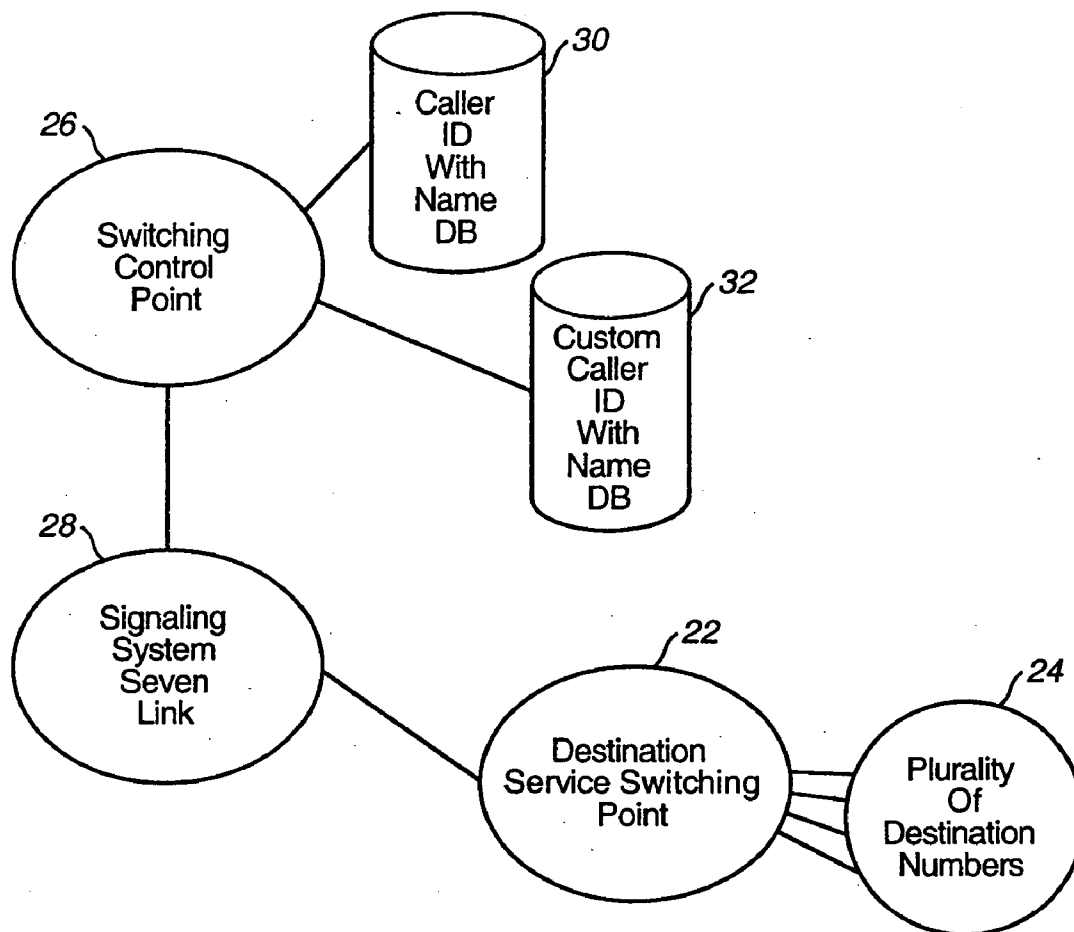 30
Caller
ID
With
Name
DB
26
Switching
Control
Point
32
Custom
Caller
ID
With
Name
DB
28
Signaling
System
Seven
Link
22
Destination
Service Switching
Point
24
Plurality
Of
Destination
Numbers